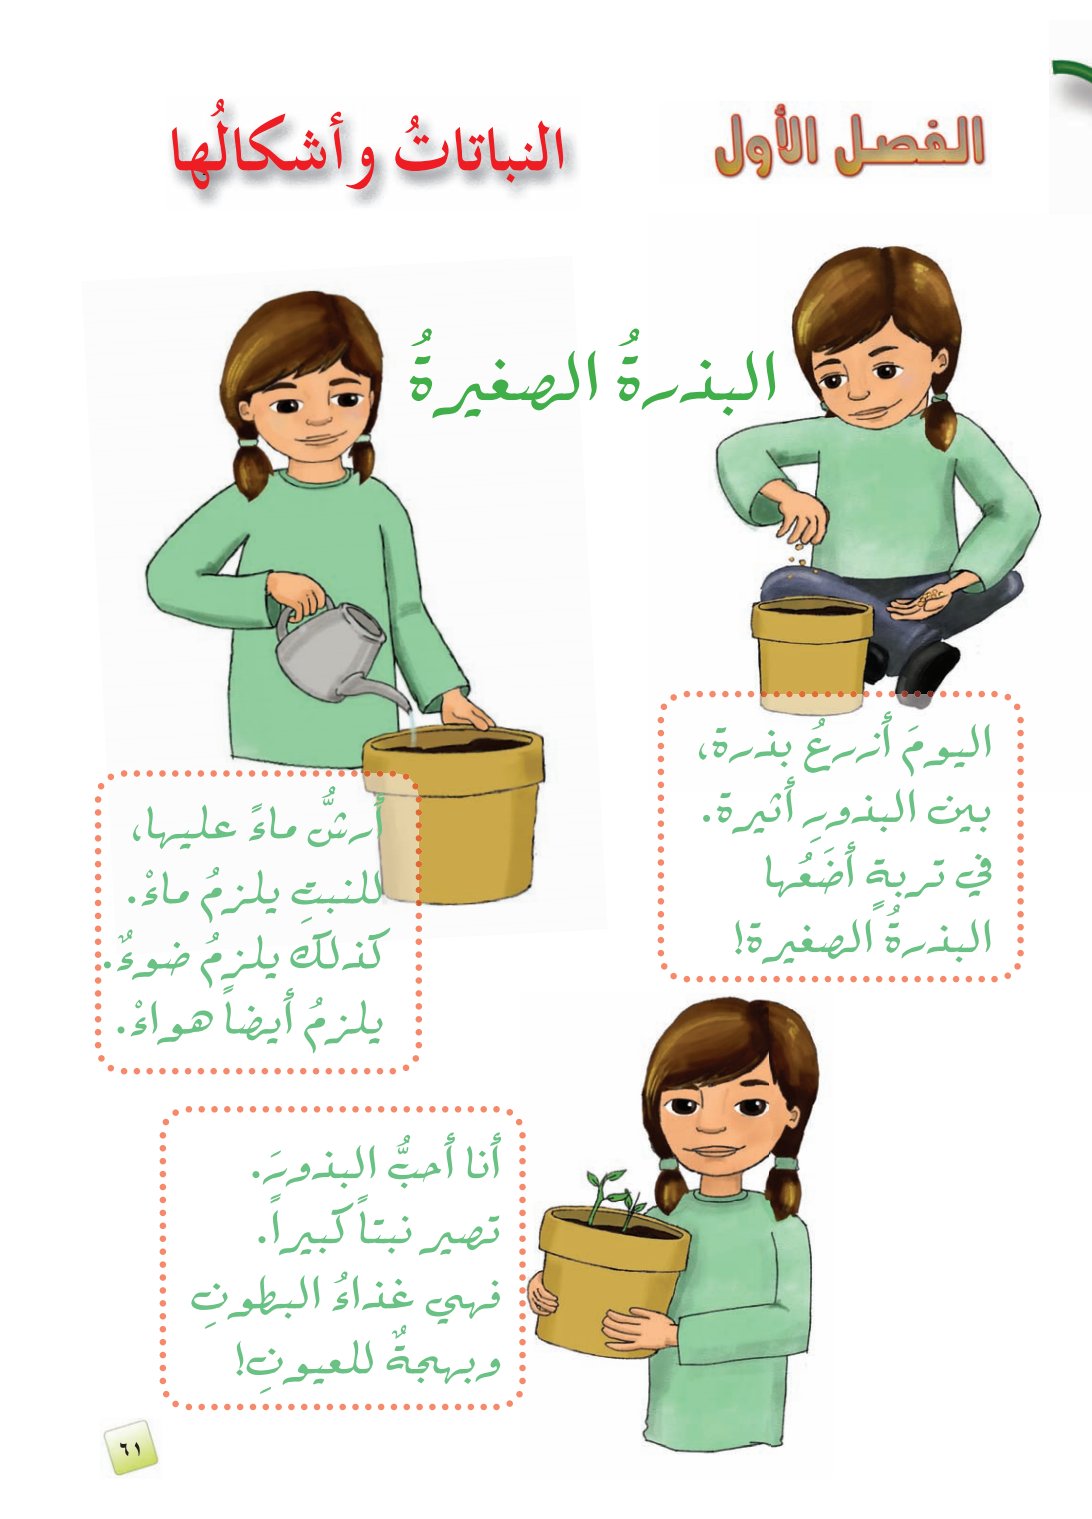 الفصل الأول
النباتاتُ وأشكالُها
البذرةُ الصغيرةُ
اليومَ أزرعُ بذرة،
بين البذورِ أثيرة.
في تربةٍ أضَعُها
البذرةُ الصغيرة!
أرشُّ ماءً عليها،
للنبتِ يلزمُ ماءْ.
كذلك يلزمُ ضوءٌ.
يلزمُ أيضاً هواءْ.
أنا أحبُّ البذورَ.
تصير نبتاً كبيراً.
فهي غذاءُ البطونِ
وبهجةٌ للعيونِ!
٦١